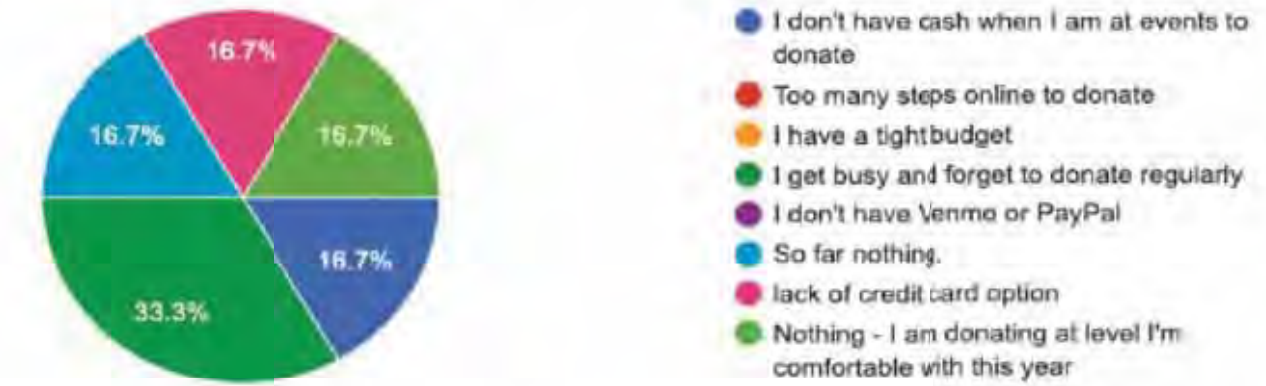 16.7%
16.7%
16.7%
16.7%
33.3%
I don't have cash when I am at events to
donate
Too many steps online to donate
I have a tight budget
I get busy and forget to donate regularly
I don't have Venmo or PayPal
So far nothing.
lack of credit card option
Nothing - I am donating at level I'm
comfortable with this year